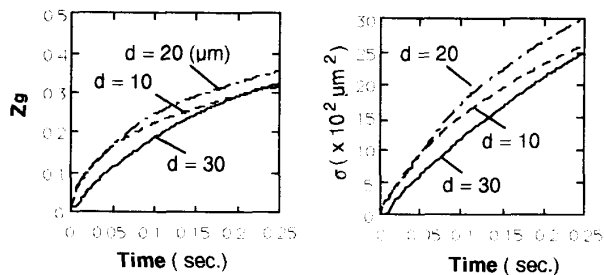 0.5
0.4
0.3
0.2
0.1
0
Zg
d = 20 (μm)
d = 10
d = 30
0 0.05 0.1 0.15 0.2 0.25
Time ( sec.)
30
25
20
15
10
5
0
σ ( × 10² μm²)
d = 20
d = 10
d = 30
0 0.05 0.1 0.15 0.2 0.25
Time ( sec.)